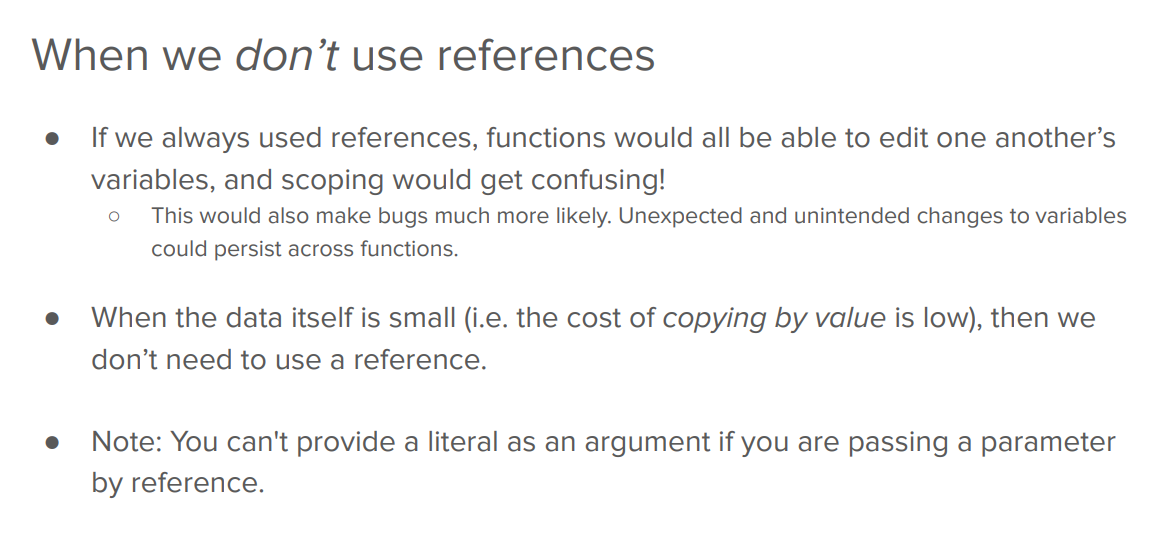 When we don’t use references
● If we always used references, functions would all be able to edit one another’s
variables, and scoping would get confusing!
○ This would also make bugs much more likely. Unexpected and unintended changes to variables
could persist across functions.
● When the data itself is small (i.e. the cost of copying by value is low), then we
don’t need to use a reference.
● Note: You can't provide a literal as an argument if you are passing a parameter
by reference.